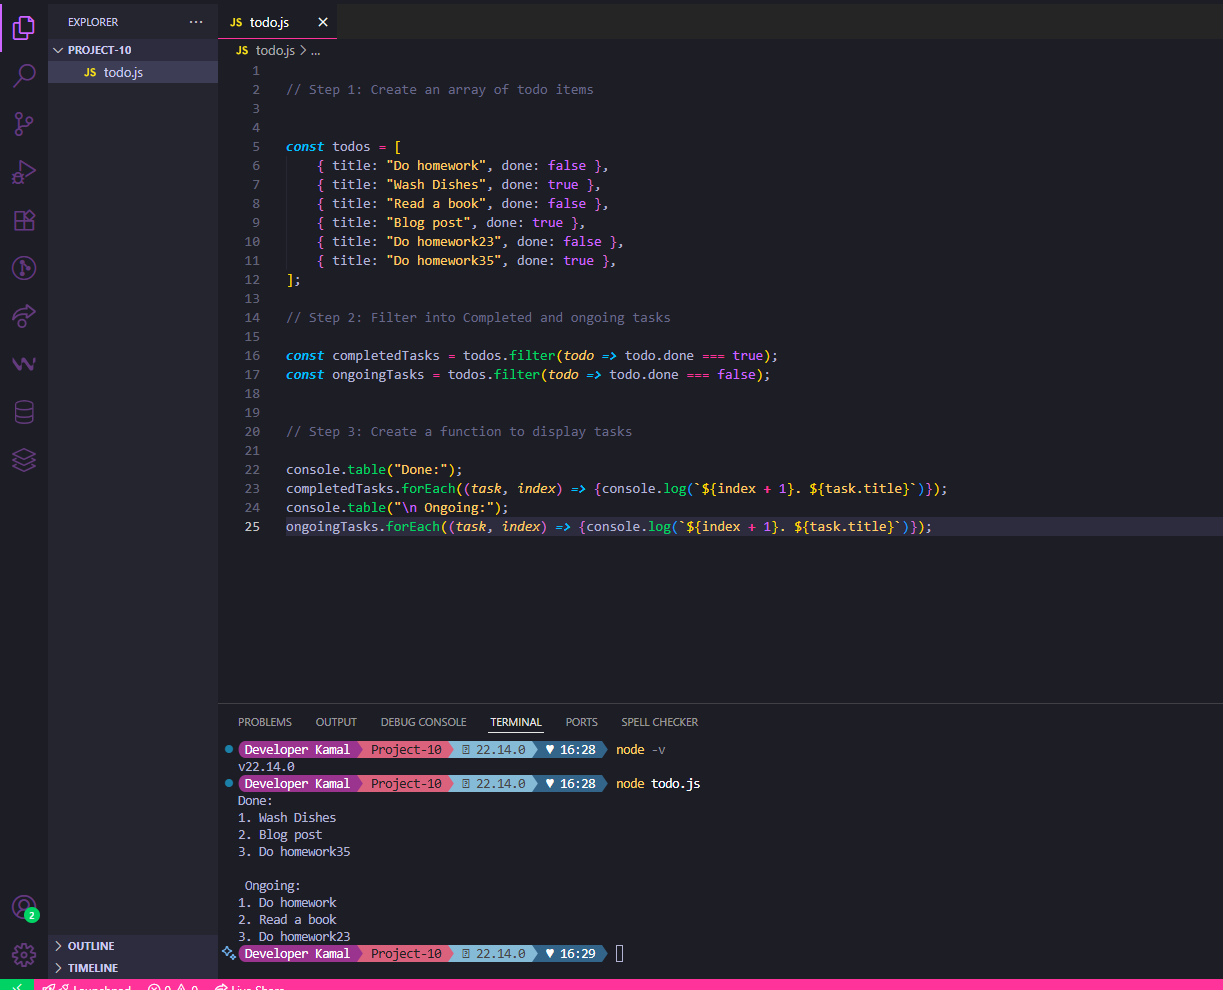 EXPLORER ...
PROJECT-10
JS todo.js
OUTLINE
TIMELINE
2
JS todo.js ×
JS todo.js > ...
1
2 // Step 1: Create an array of todo items
3
4
5 const todos = [
6 { title: "Do homework", done: false },
7 { title: "Wash Dishes", done: true },
8 { title: "Read a book", done: false },
9 { title: "Blog post", done: true },
10 { title: "Do homework23", done: false },
11 { title: "Do homework35", done: true },
12 ];
13
14 // Step 2: Filter into Completed and ongoing tasks
15
16 const completedTasks = todos.filter(todo => todo.done === true);
17 const ongoingTasks = todos.filter(todo => todo.done === false);
18
19
20 // Step 3: Create a function to display tasks
21
22 console.table("Done:");
23 completedTasks.forEach((task, index) => {console.log(`${index + 1}. ${task.title}`)});
24 console.table("\n Ongoing:");
25 ongoingTasks.forEach((task, index) => {console.log(`${index + 1}. ${task.title}`)});
PROBLEMS OUTPUT DEBUG CONSOLE TERMINAL PORTS SPELL CHECKER
Developer Kamal Project-10 22.14.0 ♥ 16:28 node -v
v22.14.0
Developer Kamal Project-10 22.14.0 ♥ 16:28 node todo.js
Done:
1. Wash Dishes
2. Blog post
3. Do homework35
Ongoing:
1. Do homework
2. Read a book
3. Do homework23
Developer Kamal Project-10 22.14.0 ♥ 16:29
Launchpad 0 0 Live Share